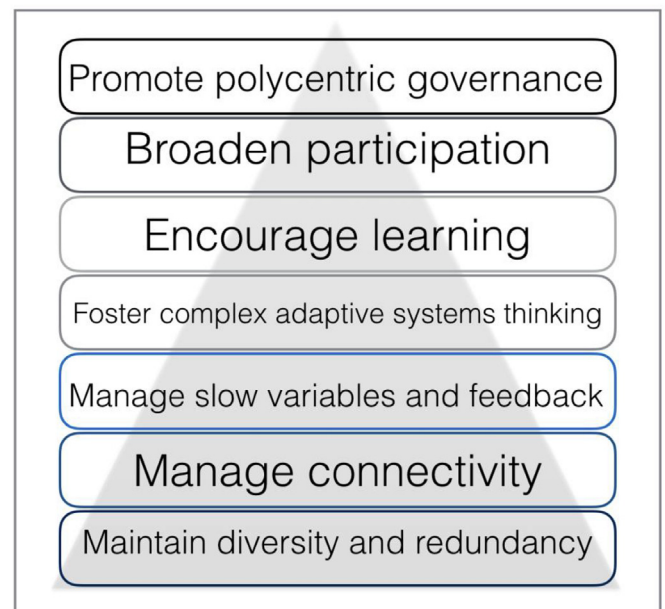 Promote polycentric governance
Broaden participation
Encourage learning
Foster complex adaptive systems thinking
Manage slow variables and feedback
Manage connectivity
Maintain diversity and redundancy